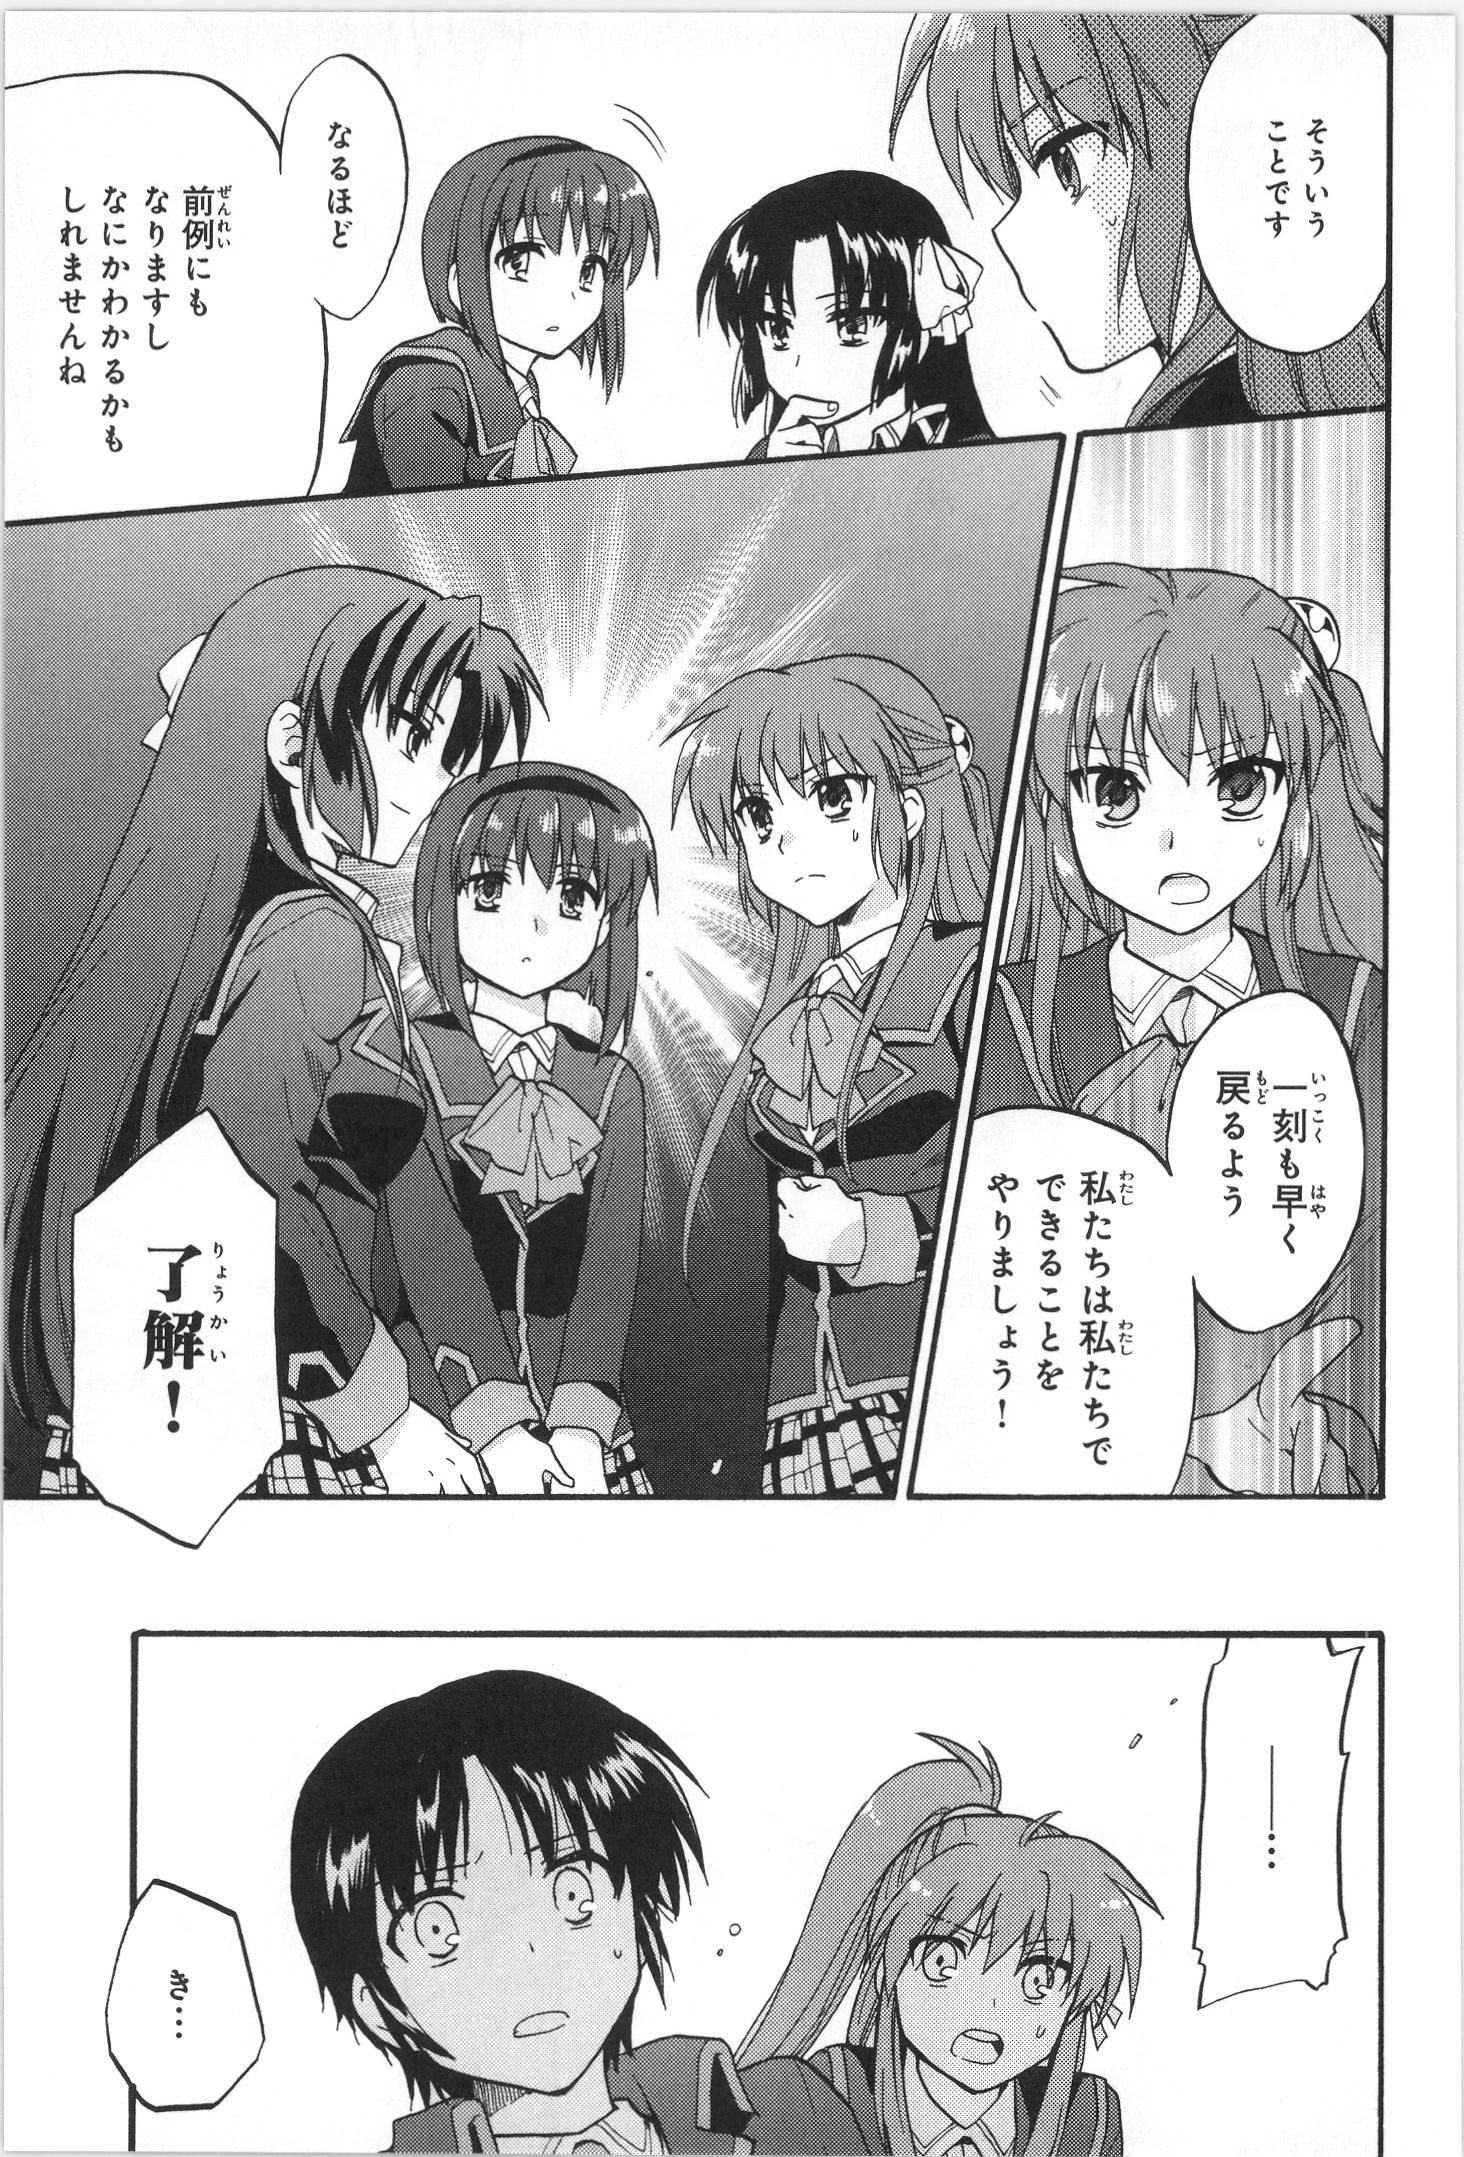 そういう
ことです
なるほど
前例にも
なりますし
なにかわかるかも
しれませんね
一刻も早く
戻るよう
私たちは私たちで
できることを
やりましょう！
了解！
――…
き…